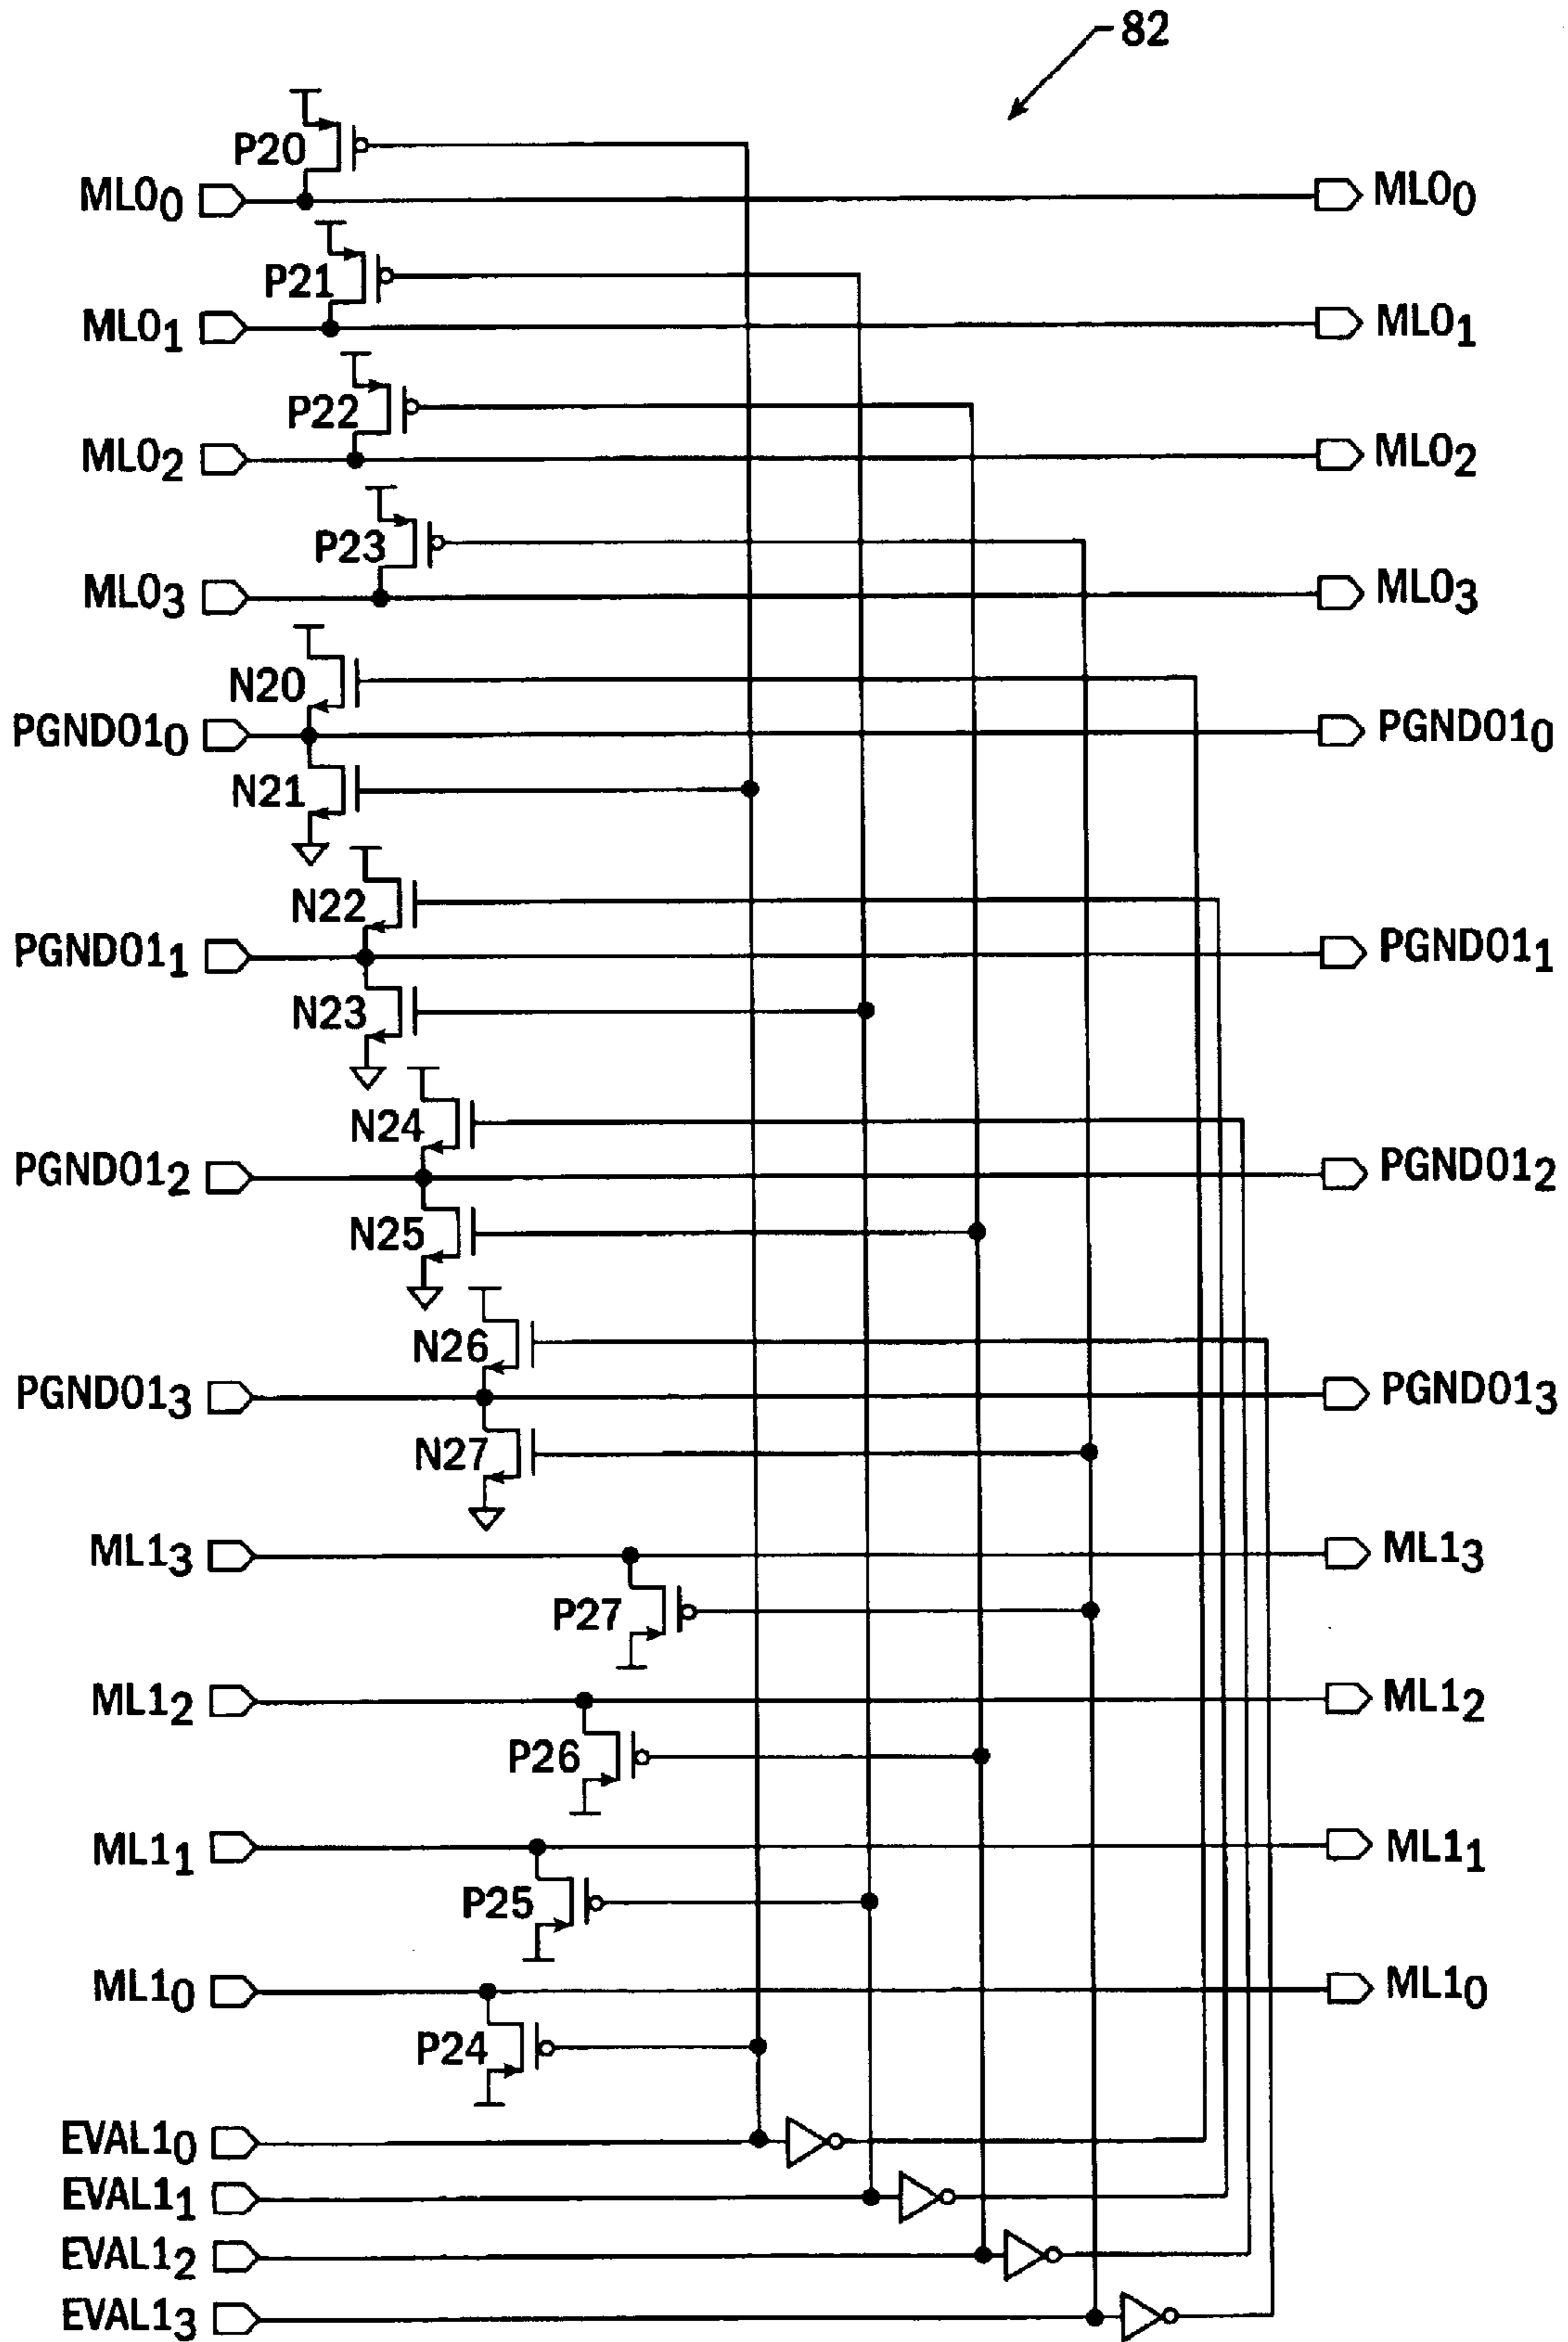 82
P20
ML0₀ ML0₀
P21
ML0₁ ML0₁
P22
ML0₂ ML0₂
P23
ML0₃ ML0₃
N20
PGND01₀ PGND01₀
N21
N22
PGND01₁ PGND01₁
N23
N24
PGND01₂ PGND01₂
N25
N26
PGND01₃ PGND01₃
N27
ML1₃ ML1₃
P27
ML1₂ ML1₂
P26
ML1₁ ML1₁
P25
ML1₀ ML1₀
P24
EVAL1₀
EVAL1₁
EVAL1₂
EVAL1₃